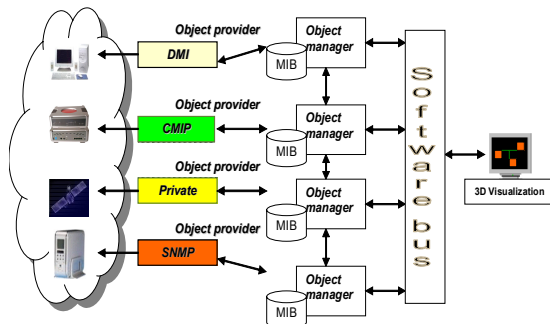 Object provider
DMI
MIB
Object
manager
Object provider
CMIP
MIB
Object
manager
Object provider
Private
MIB
Object
manager
Object provider
SNMP
MIB
Object
manager
Software bus
3D Visualization